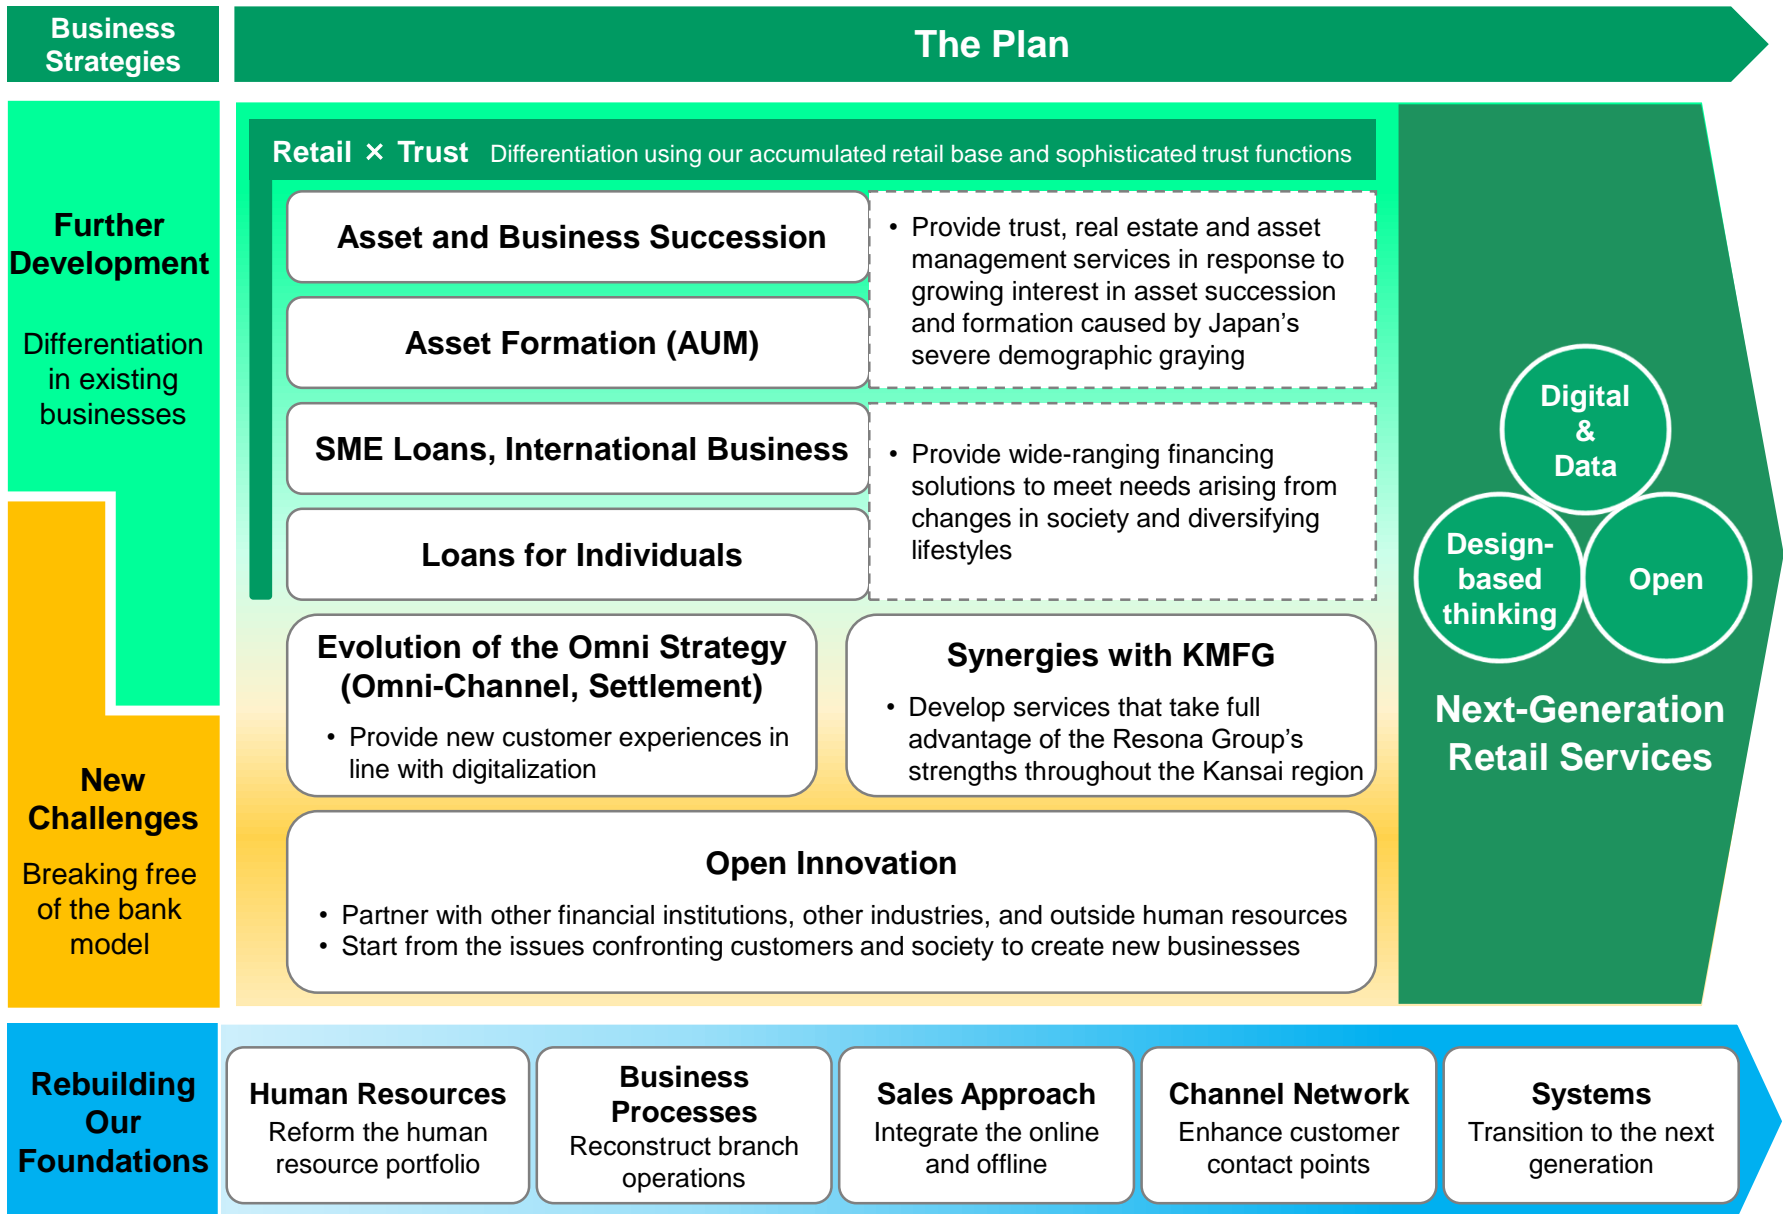 Business
Strategies
The Plan
Further
Development
Differentiation
in existing
businesses
New
Challenges
Breaking free
of the bank
model
Retail × Trust Differentiation using our accumulated retail base and sophisticated trust functions
Asset and Business Succession
Asset Formation (AUM)
• Provide trust, real estate and asset
management services in response to
growing interest in asset succession
and formation caused by Japan’s
severe demographic graying
SME Loans, International Business
Loans for Individuals
• Provide wide-ranging financing
solutions to meet needs arising from
changes in society and diversifying
lifestyles
Evolution of the Omni Strategy
(Omni-Channel, Settlement)
• Provide new customer experiences in
line with digitalization
Synergies with KMFG
• Develop services that take full
advantage of the Resona Group’s
strengths throughout the Kansai region
Open Innovation
• Partner with other financial institutions, other industries, and outside human resources
• Start from the issues confronting customers and society to create new businesses
Digital
&
Data
Design-
based
thinking
Open
Next-Generation
Retail Services
Rebuilding
Our
Foundations
Human Resources
Reform the human
resource portfolio
Business
Processes
Reconstruct branch
operations
Sales Approach
Integrate the online
and offline
Channel Network
Enhance customer
contact points
Systems
Transition to the next
generation